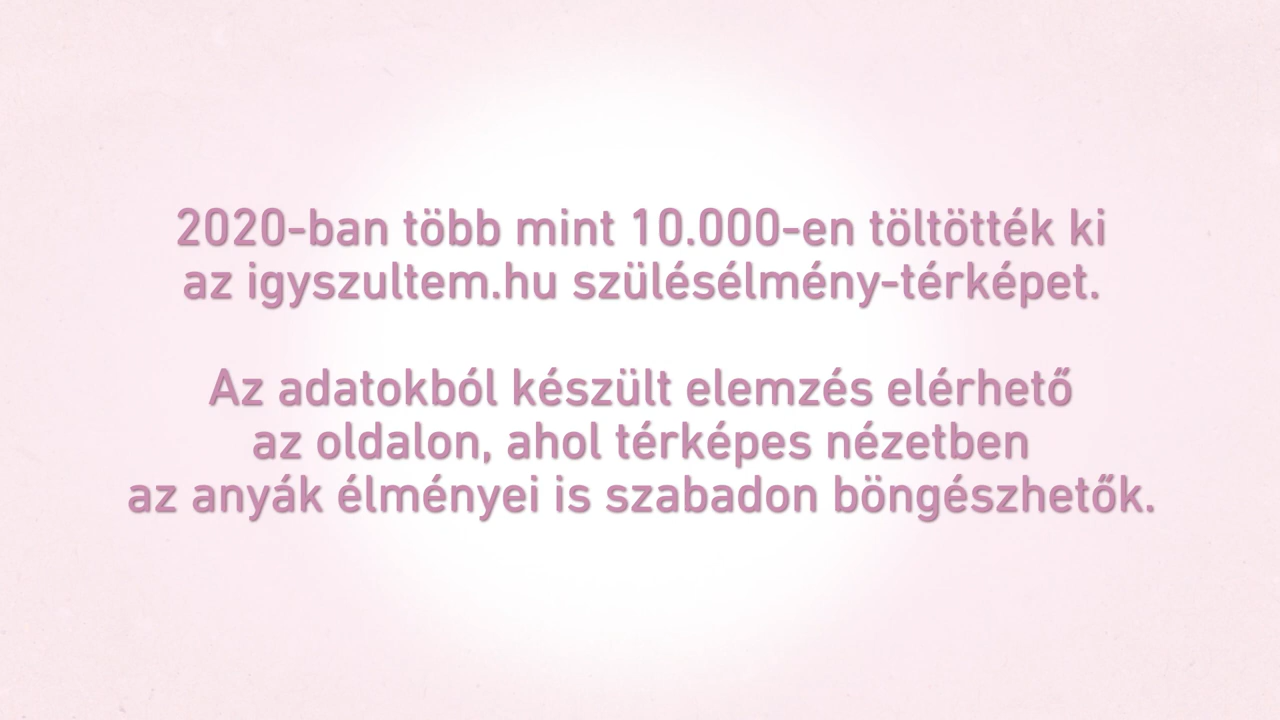 2020-ban több mint 10.000-en töltötték ki
az igyszultem.hu szülésélmény-térképet.
Az adatokból készült elemzés elérhető
az oldalon, ahol térképes nézetben
az anyák élményei is szabadon böngészhetők.